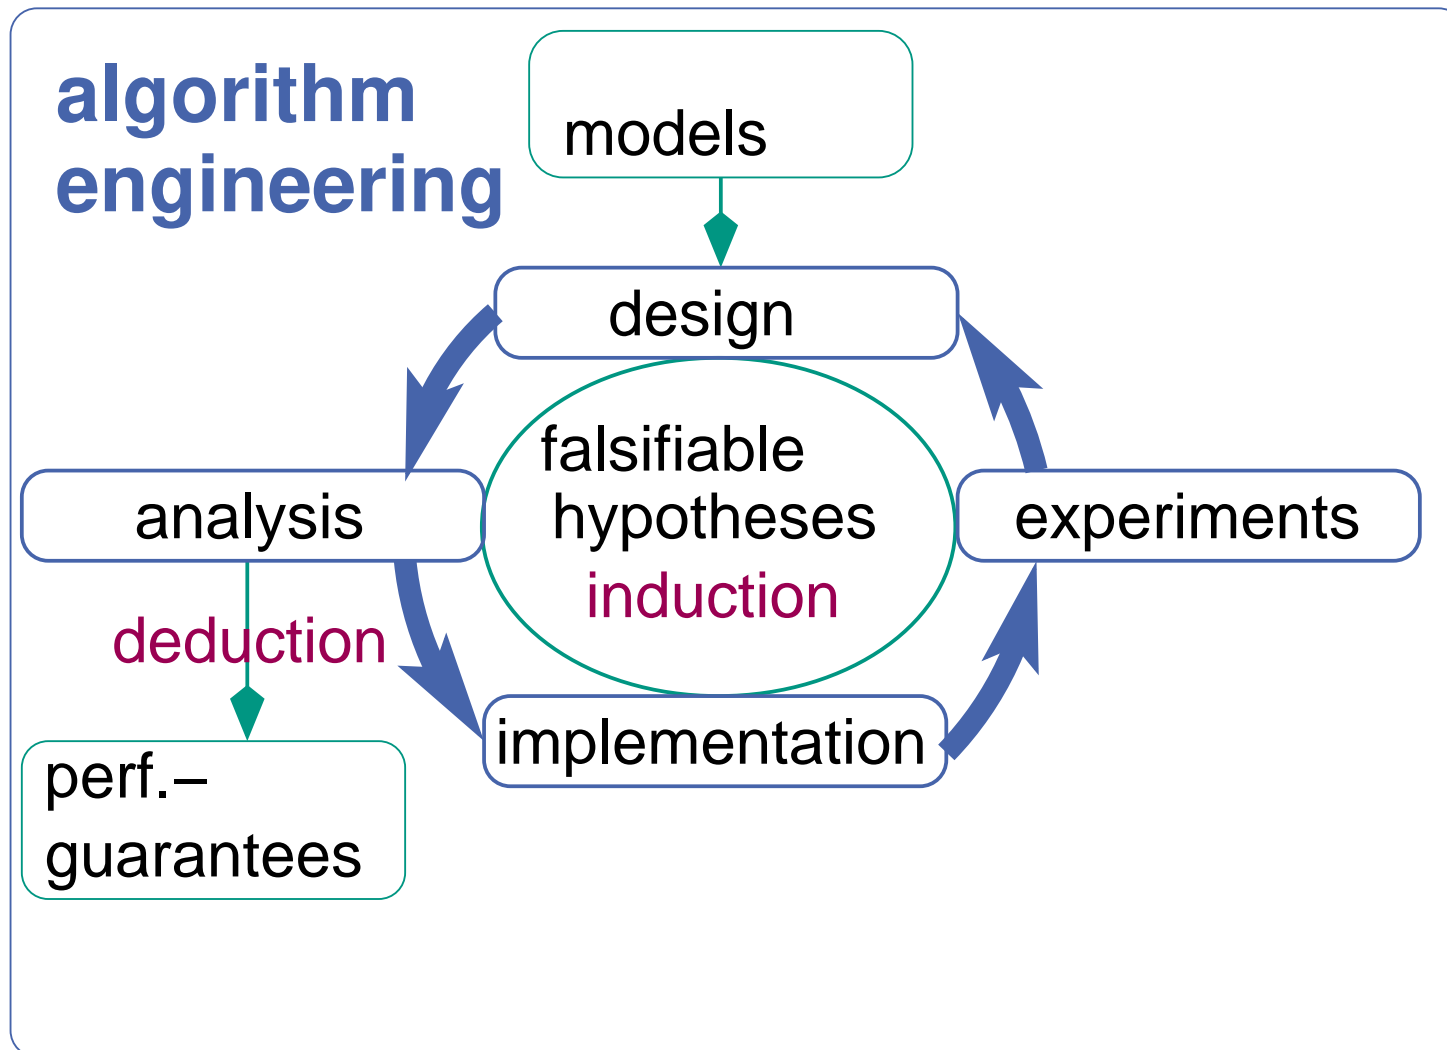 algorithm
engineering
models
design
falsifiable
hypotheses
induction
analysis
experiments
deduction
implementation
perf.–
guarantees